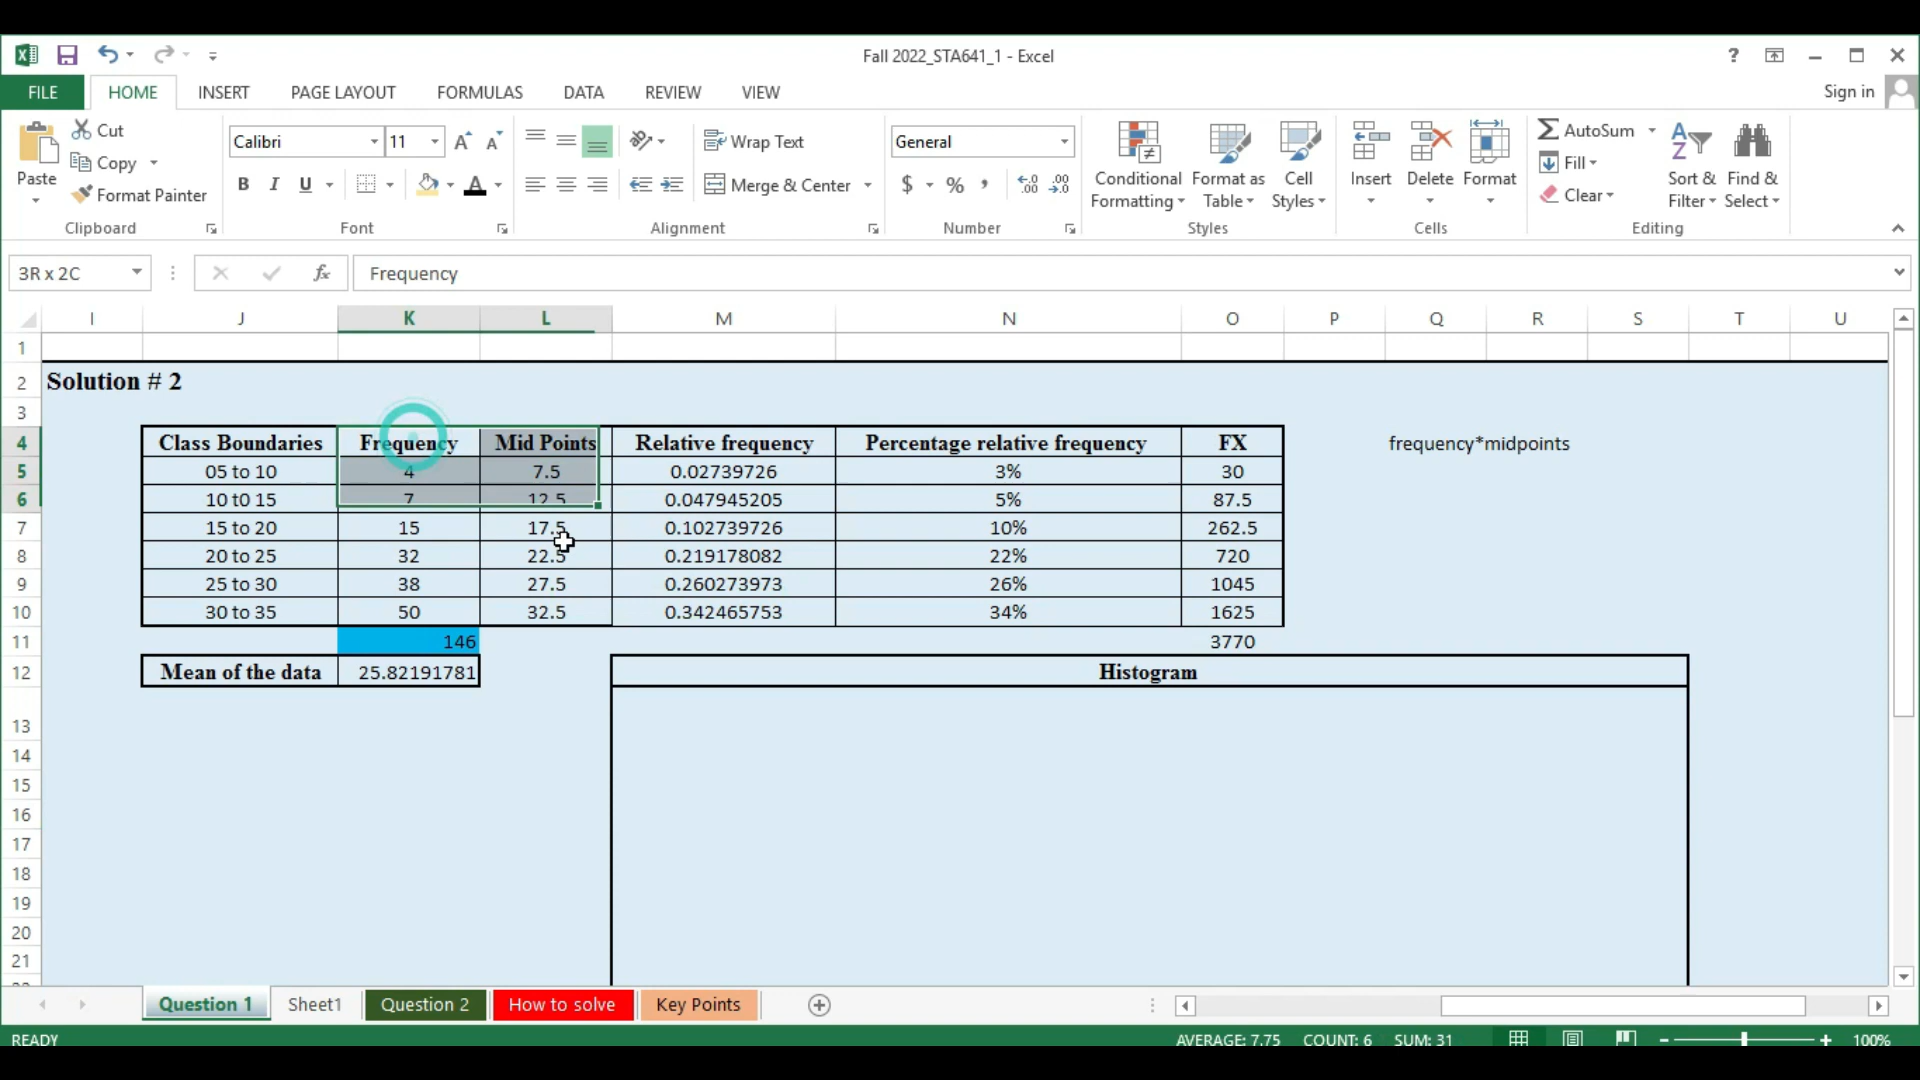 Fall 2022_STA641_1 - Excel
?
FILE HOME INSERT PAGE LAYOUT FORMULAS DATA REVIEW VIEW Sign in
Paste Cut Copy Format Painter
Clipboard
Calibri 11
B I U
Font
Wrap Text
Merge & Center
Alignment
General
$ % ,
Number
Conditional Formatting Format as Table Cell Styles
Styles
Insert Delete Format
Cells
AutoSum Fill Clear
Sort & Filter Find & Select
Editing
3R x 2C fx Frequency
I J K L M N O P Q R S T U
1
2 Solution # 2
3
4 Class Boundaries Frequency Mid Points Relative frequency Percentage relative frequency FX frequency*midpoints
5 05 to 10 4 7.5 0.02739726 3% 30
6 10 t0 15 7 12.5 0.047945205 5% 87.5
7 15 to 20 15 17.5 0.102739726 10% 262.5
8 20 to 25 32 22.5 0.219178082 22% 720
9 25 to 30 38 27.5 0.260273973 26% 1045
10 30 to 35 50 32.5 0.342465753 34% 1625
11 146 3770
12 Mean of the data 25.82191781 Histogram
13
14
15
16
17
18
19
20
21
Question 1 Sheet1 Question 2 How to solve Key Points
READY AVERAGE: 7.75 COUNT: 6 SUM: 31 100%